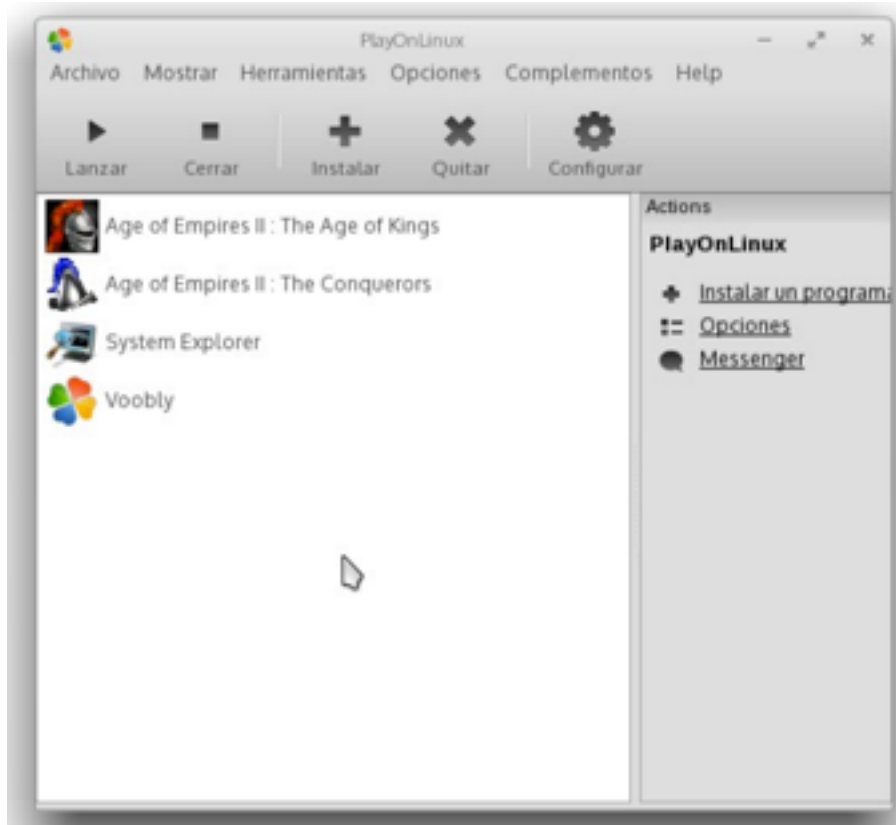 PlayOnLinux
Archivo Mostrar Herramientas Opciones Complementos Help
Lanzar Cerrar Instalar Quitar Configurar
Age of Empires II : The Age of Kings
Age of Empires II : The Conquerors
System Explorer
Voobly
Actions
PlayOnLinux
Instalar un programa
Opciones
Messenger